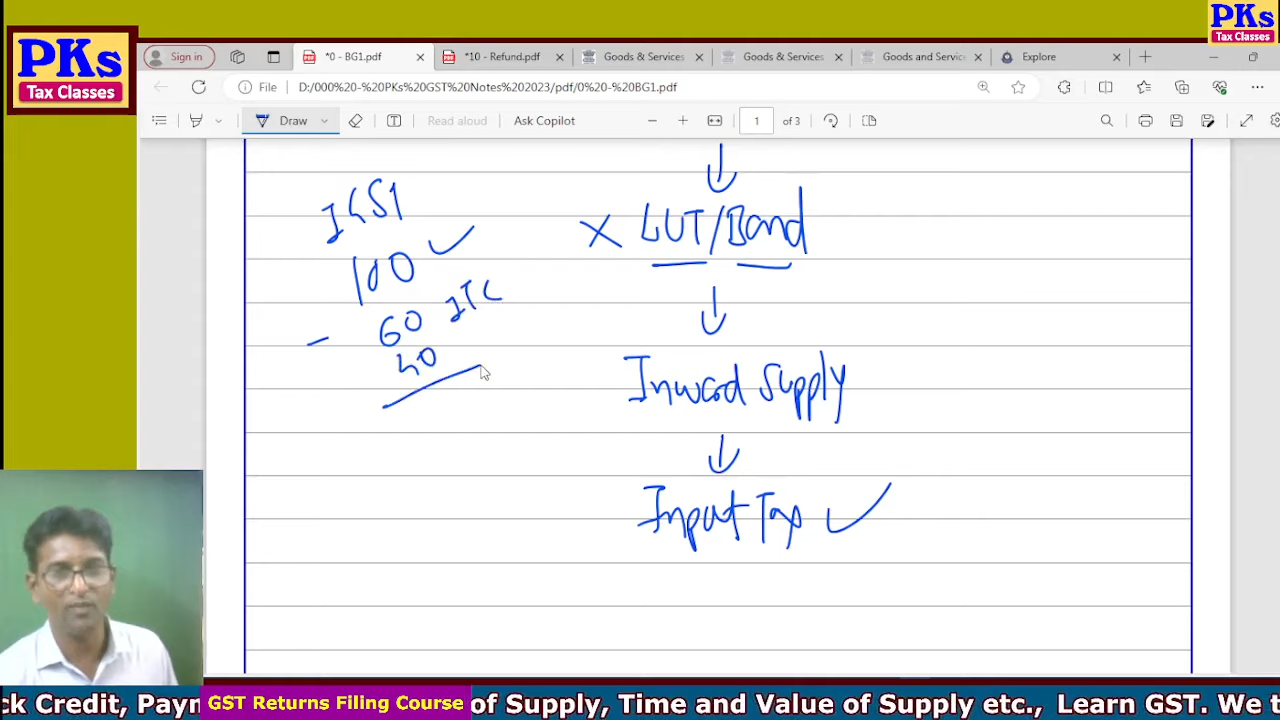 PKs
Tax Classes
PKs
Tax Classes
Sign in
*0 - BG1.pdf
*10 - Refund.pdf
Goods & Services
Goods & Services
Goods and Service
Explore
File
D:/000%20-%20PKs%20GST%20Notes%202023/pdf/0%20-%20BG1.pdf
Draw
Read aloud
Ask Copilot
1 of 3
IGST
100 ✓
- 60 ITC
40
X LUT/Bond
Inward Supply
Input Tax ✓
ck Credit, Payn
GST Returns Filing Course
of Supply, Time and Value of Supply etc., Learn GST. We t